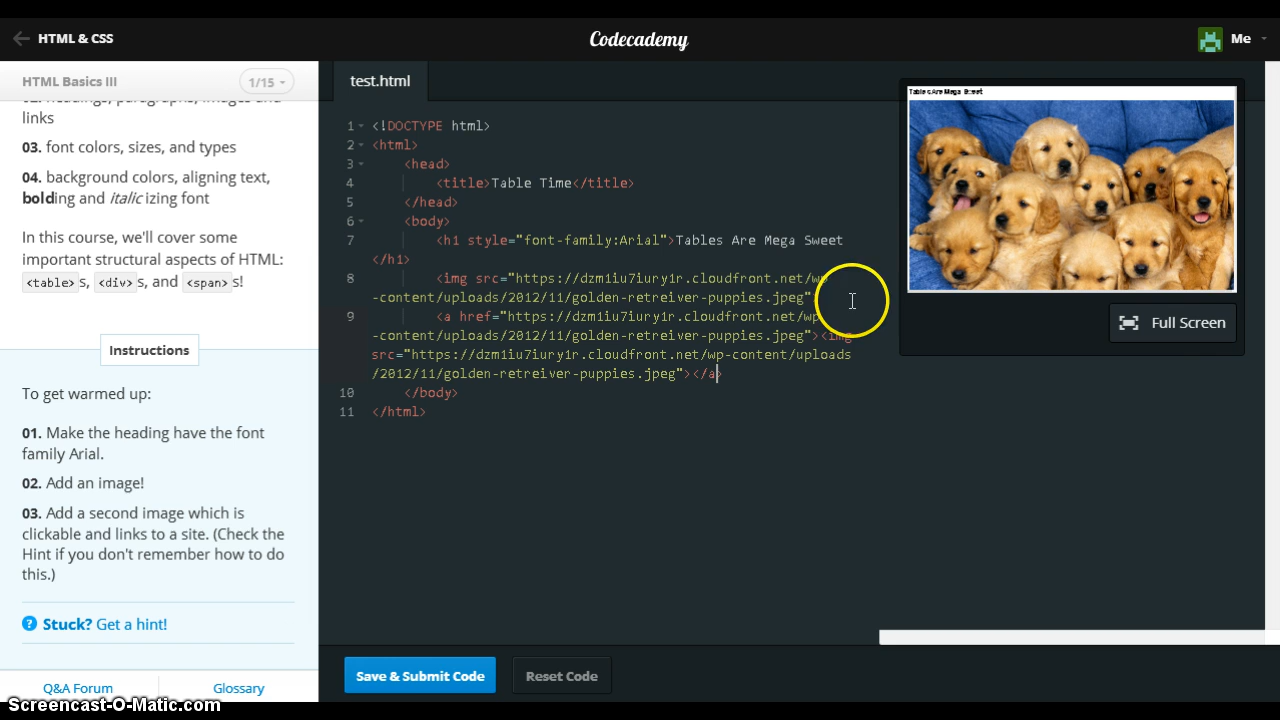 HTML & CSS
Codecademy
Me
HTML Basics III
1/15
test.html
links
03. font colors, sizes, and types
04. background colors, aligning text,
bolding and italic izing font
In this course, we'll cover some
important structural aspects of HTML:
<table>s, <div>s, and <span>s!
Instructions
To get warmed up:
01. Make the heading have the font
family Arial.
02. Add an image!
03. Add a second image which is
clickable and links to a site. (Check the
Hint if you don't remember how to do
this.)
? Stuck? Get a hint!
Q&A Forum
Glossary
1 <!DOCTYPE html>
2 <html>
3 <head>
4 <title>Table Time</title>
5 </head>
6 <body>
7 <h1 style="font-family:Arial">Tables Are Mega Sweet
</h1>
8 <img src="https://dzm1iu7iury1r.cloudfront.net/wp
-content/uploads/2012/11/golden-retreiver-puppies.jpeg"
9 <a href="https://dzm1iu7iury1r.cloudfront.net/wp
-content/uploads/2012/11/golden-retreiver-puppies.jpeg"><img
src="https://dzm1iu7iury1r.cloudfront.net/wp-content/uploads
/2012/11/golden-retreiver-puppies.jpeg"></a>
10 </body>
11 </html>
Tables Are Mega Sweet
Full Screen
Save & Submit Code
Reset Code
Screencast-O-Matic.com